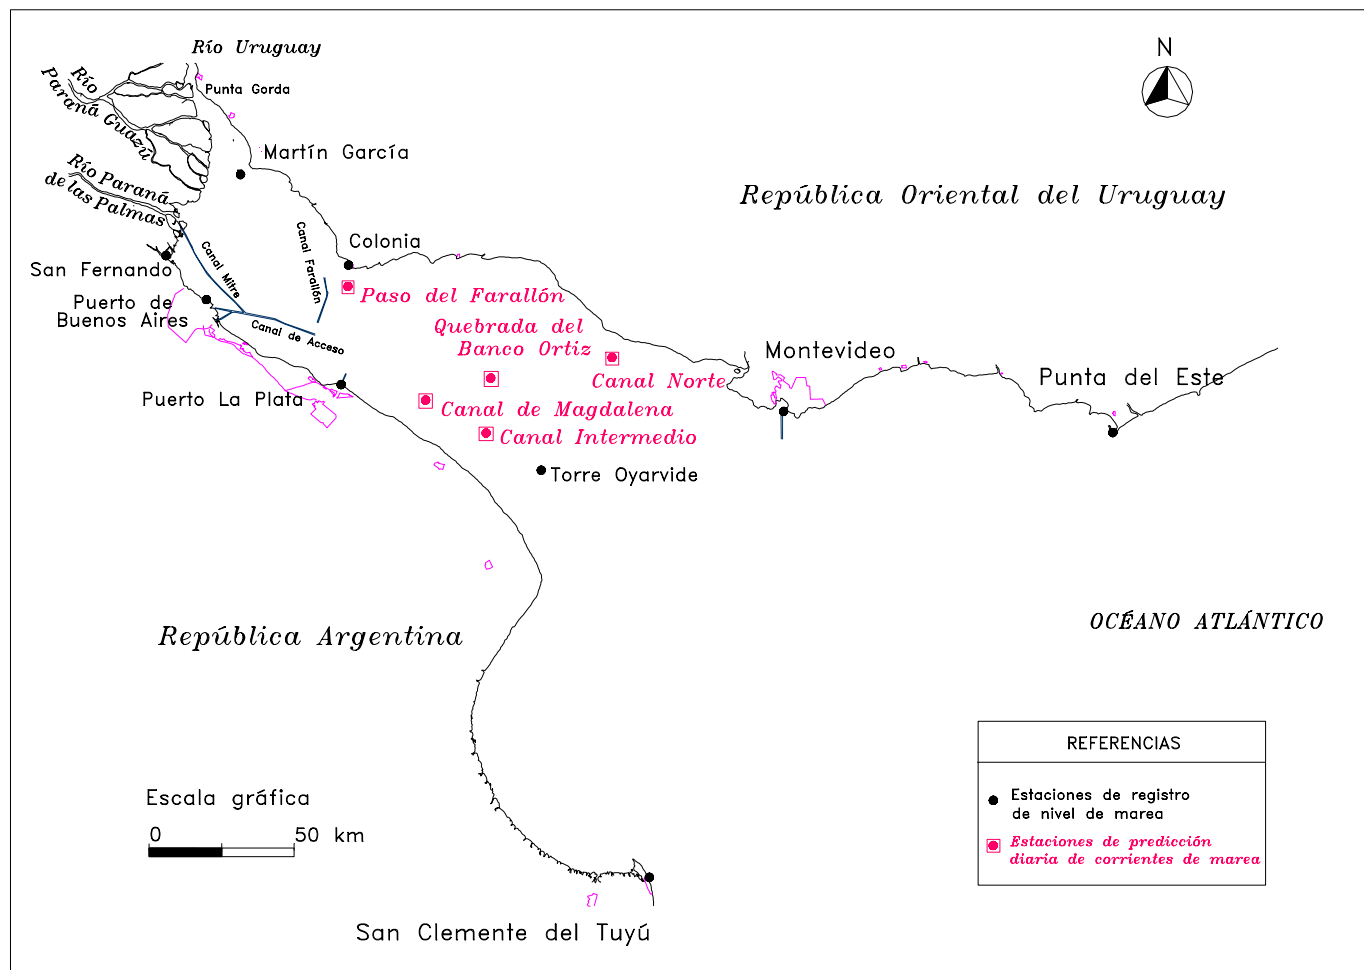 Río Uruguay
N
Río
Paraná Guazú
Punta Gorda
Martín García
Río Paraná
de las Palmas
República Oriental del Uruguay
Canal Farallón
Colonia
Canal Mitre
San Fernando
Paso del Farallón
Puerto de
Buenos Aires
Canal de Acceso
Quebrada del
Banco Ortiz
Montevideo
Canal Norte
Punta del Este
Puerto La Plata
Canal de Magdalena
Canal Intermedio
Torre Oyarvide
OCÉANO ATLÁNTICO
República Argentina
REFERENCIAS
Estaciones de registro
de nivel de marea
Estaciones de predicción
diaria de corrientes de marea
Escala gráfica
0 50 km
San Clemente del Tuyú